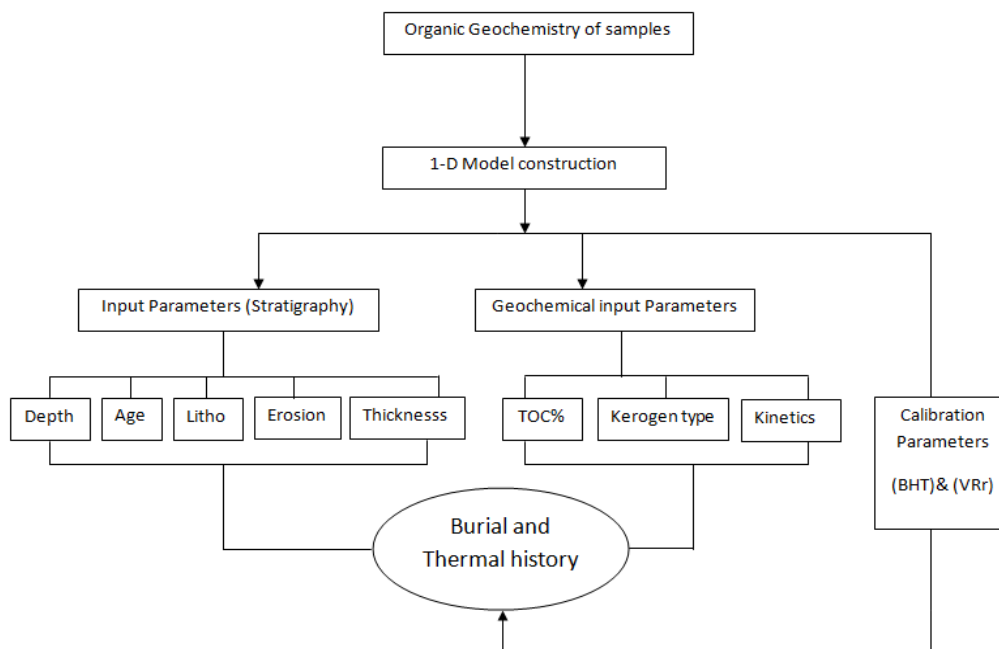 Organic Geochemistry of samples
1-D Model construction
Input Parameters (Stratigraphy)
Geochemical input Parameters
Depth
Age
Litho
Erosion
Thicknesss
TOC%
Kerogen type
Kinetics
Calibration
Parameters
(BHT)& (VRr)
Burial and
Thermal history